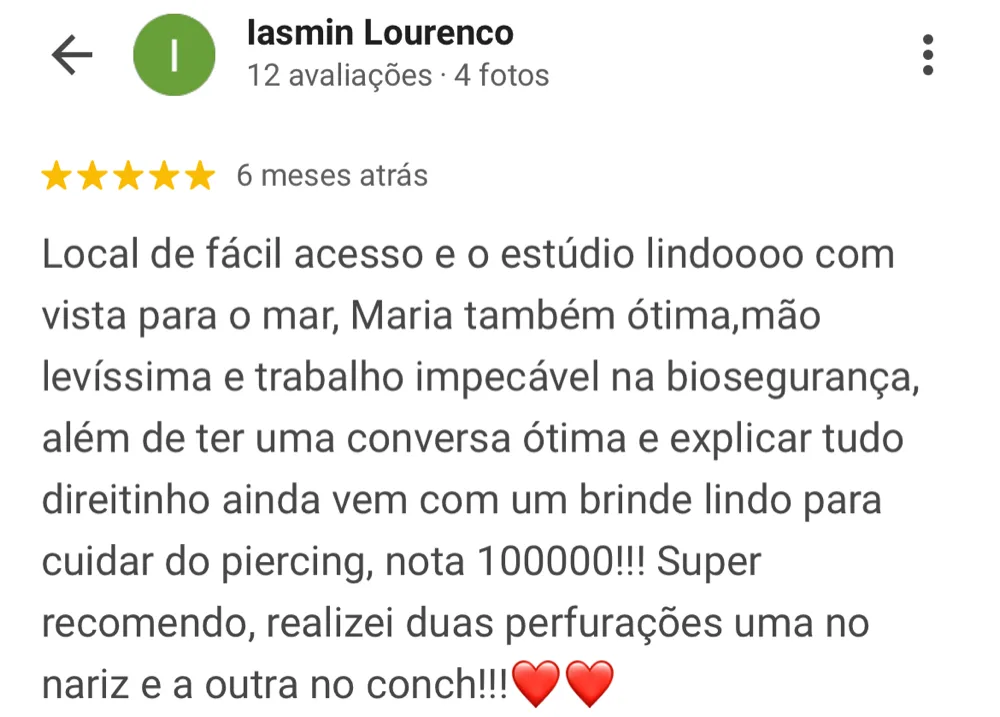 I
Iasmin Lourenco
12 avaliações · 4 fotos
6 meses atrás
Local de fácil acesso e o estúdio lindoooo com
vista para o mar, Maria também ótima,mão
levíssima e trabalho impecável na biosegurança,
além de ter uma conversa ótima e explicar tudo
direitinho ainda vem com um brinde lindo para
cuidar do piercing, nota 100000!!! Super
recomendo, realizei duas perfurações uma no
nariz e a outra no conch!!!❤️❤️